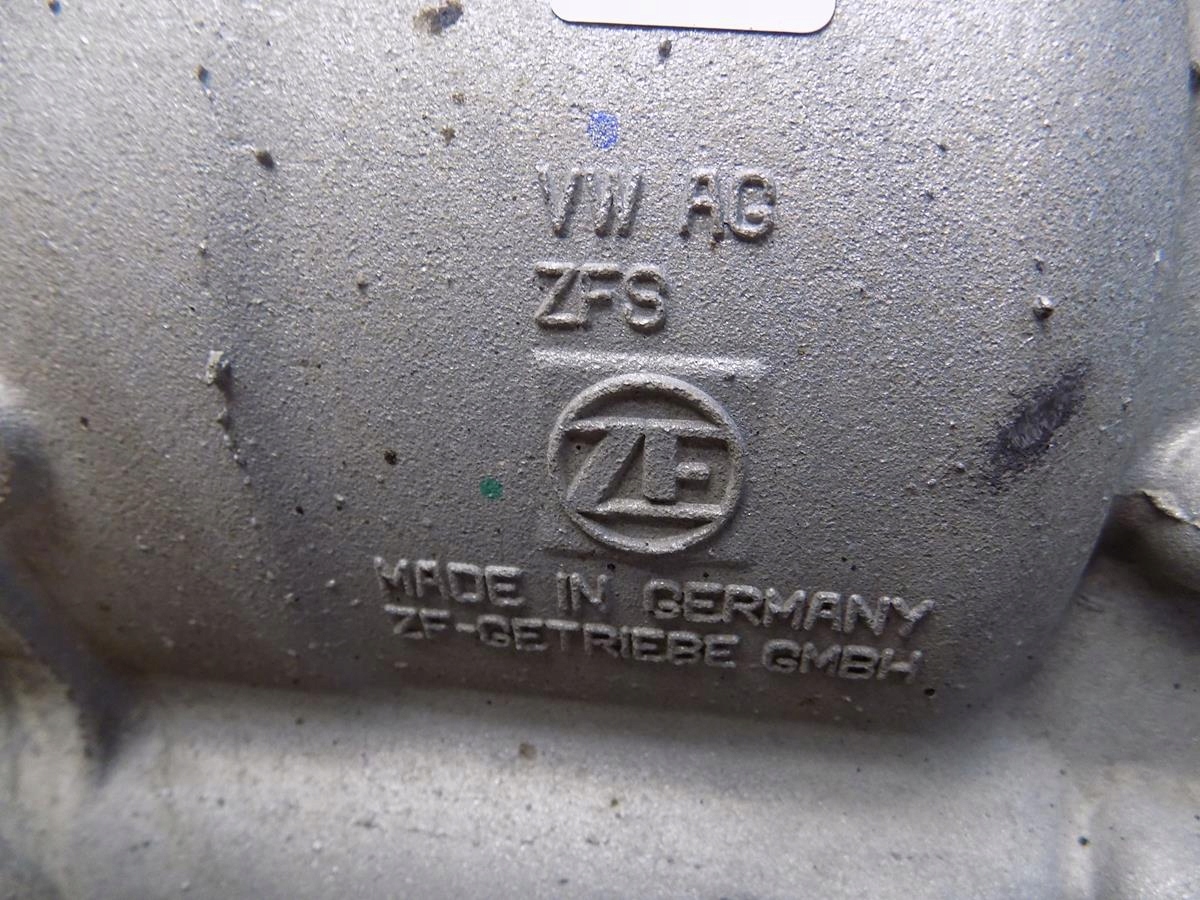 VW AG
ZFS
ZF
MADE IN GERMANY
ZF-GETRIEBE GMBH